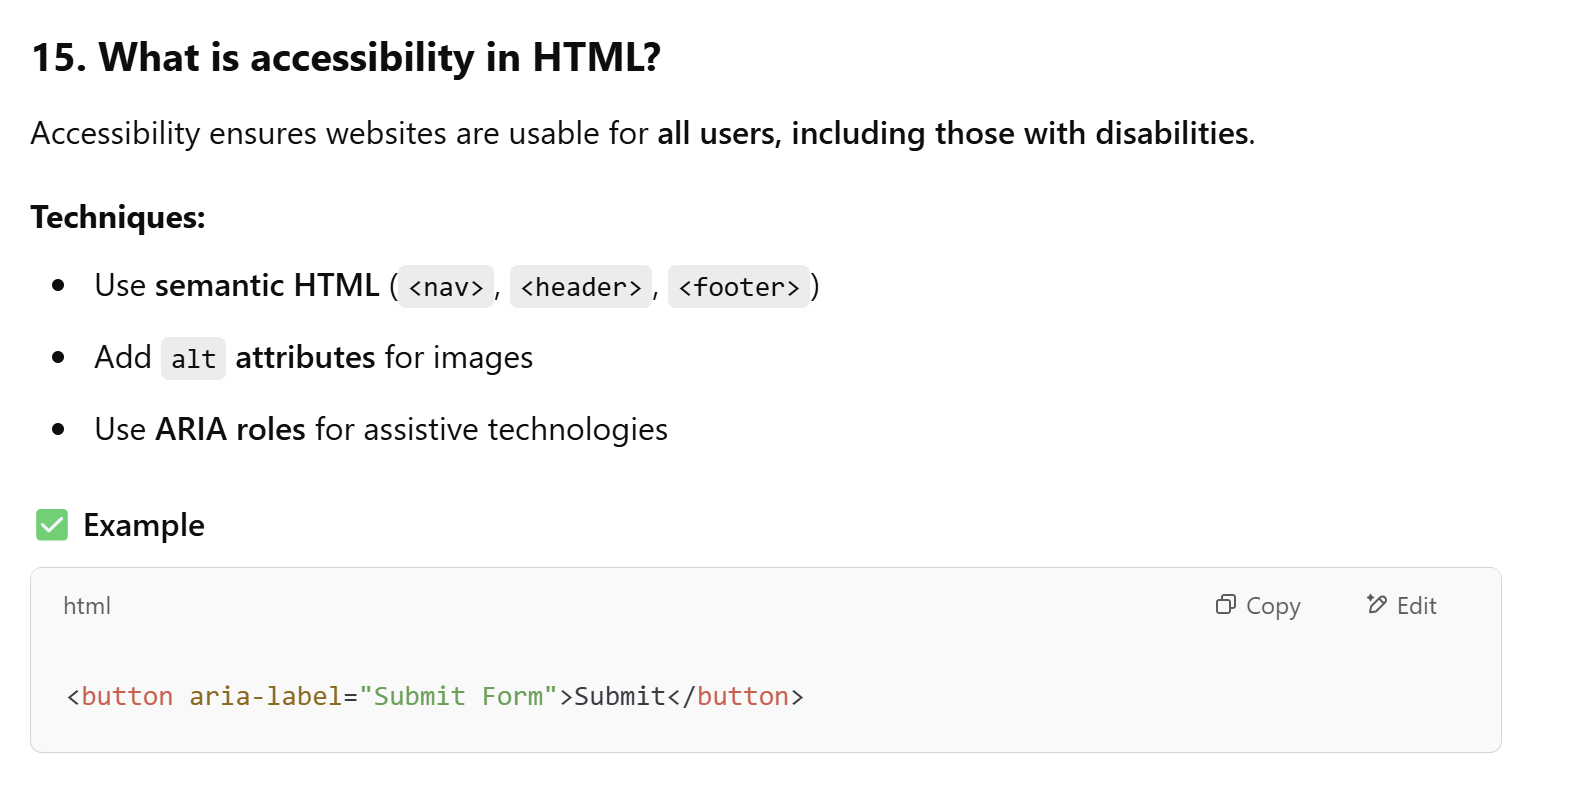 15. What is accessibility in HTML?
Accessibility ensures websites are usable for all users, including those with disabilities.
Techniques:
• Use semantic HTML (<nav>, <header>, <footer>)
• Add alt attributes for images
• Use ARIA roles for assistive technologies
✅ Example
html Copy Edit
<button aria-label="Submit Form">Submit</button>